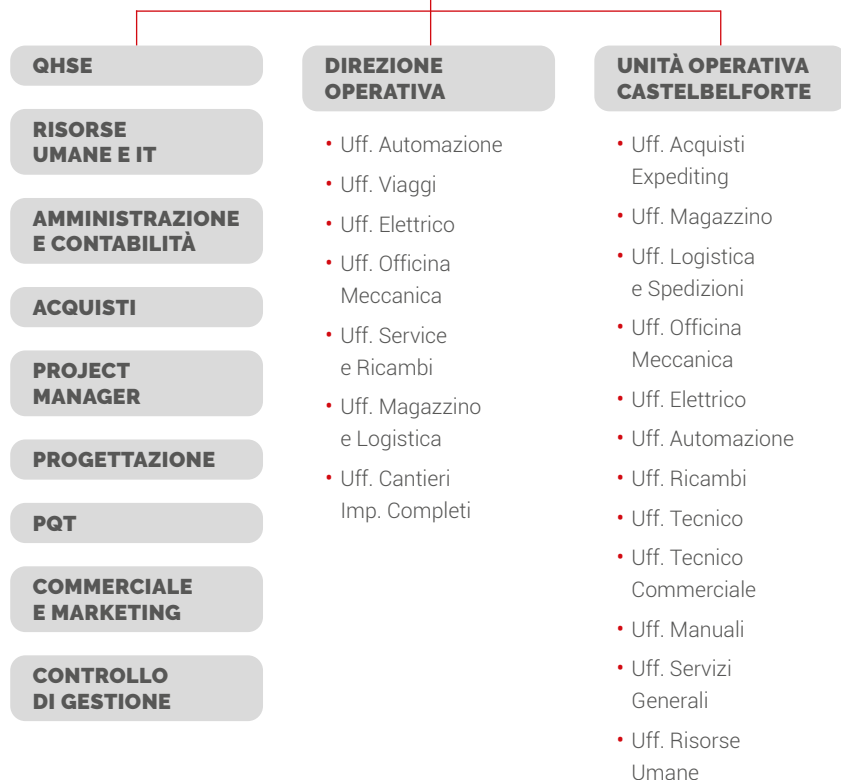 QHSE
RISORSE
UMANE E IT
AMMINISTRAZIONE
E CONTABILITÀ
ACQUISTI
PROJECT
MANAGER
PROGETTAZIONE
PQT
COMMERCIALE
E MARKETING
CONTROLLO
DI GESTIONE
DIREZIONE
OPERATIVA
• Uff. Automazione
• Uff. Viaggi
• Uff. Elettrico
• Uff. Officina
Meccanica
• Uff. Service
e Ricambi
• Uff. Magazzino
e Logistica
• Uff. Cantieri
Imp. Completi
UNITÀ OPERATIVA
CASTELBELFORTE
• Uff. Acquisti
Expediting
• Uff. Magazzino
• Uff. Logistica
e Spedizioni
• Uff. Officina
Meccanica
• Uff. Elettrico
• Uff. Automazione
• Uff. Ricambi
• Uff. Tecnico
• Uff. Tecnico
Commerciale
• Uff. Manuali
• Uff. Servizi
Generali
• Uff. Risorse
Umane